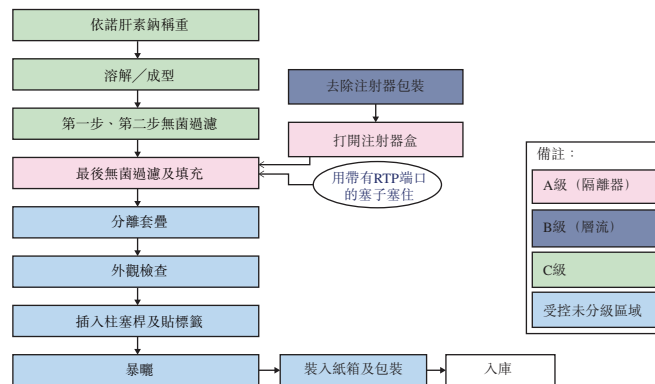 依諾肝素鈉稱重
溶解／成型
第一步、第二步無菌過濾
最後無菌過濾及填充
分離套疊
外觀檢查
插入柱塞桿及貼標籤
暴曬
裝入紙箱及包裝
入庫
去除注射器包裝
打開注射器盒
用帶有RTP端口
的塞子塞住
備註：
A級（隔離器）
B級（層流）
C級
受控未分級區域